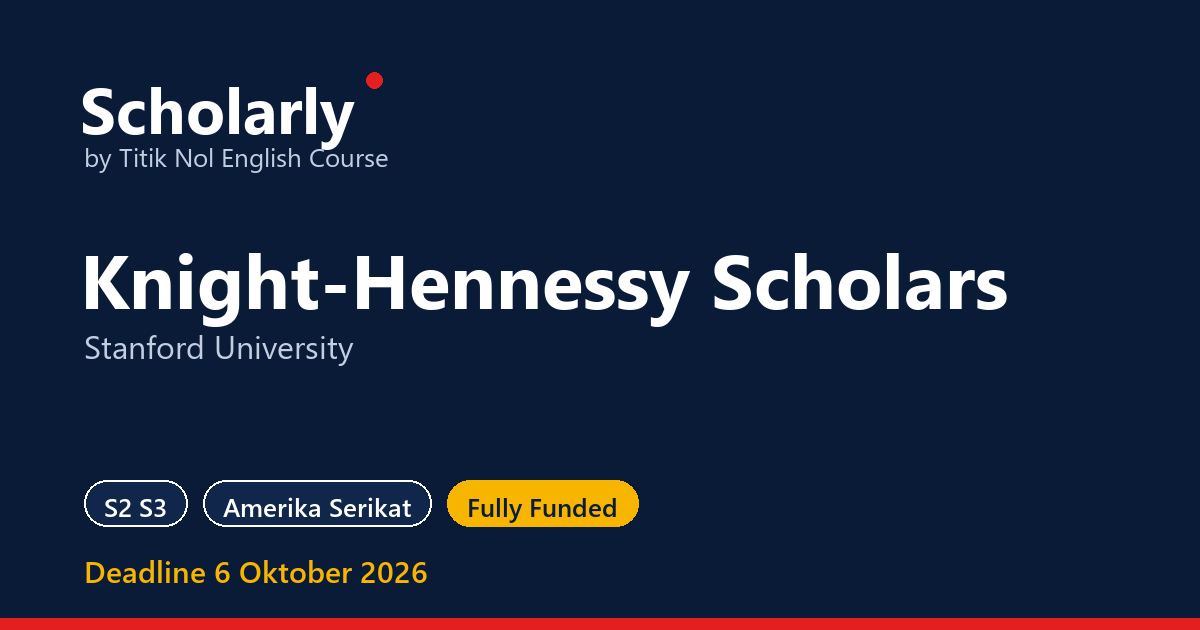 Scholarly
by Titik Nol English Course
Knight-Hennessy Scholars
Stanford University
S2 S3 Amerika Serikat Fully Funded
Deadline 6 Oktober 2026